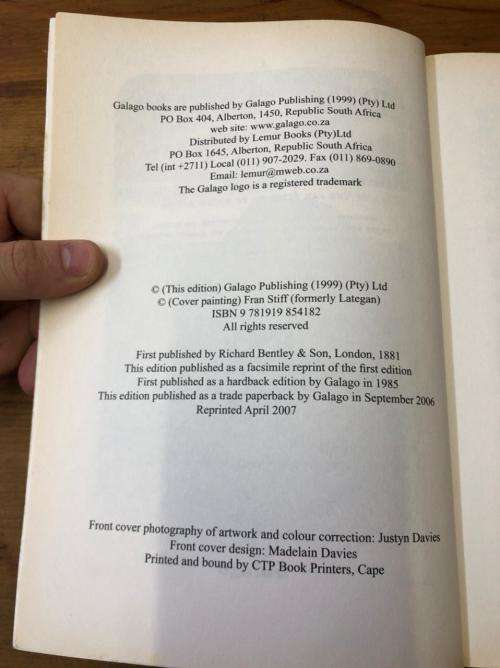 Galago books are published by Galago Publishing (1999) (Pty) Ltd
PO Box 404, Alberton, 1450, Republic South Africa
web site: www.galago.co.za
Distributed by Lemur Books (Pty)Ltd
PO Box 1645, Alberton, Republic South Africa
Tel (int +2711) Local (011) 907-2029. Fax (011) 869-0890
Email: lemur@mweb.co.za
The Galago logo is a registered trademark
© (This edition) Galago Publishing (1999) (Pty) Ltd
© (Cover painting) Fran Stiff (formerly Lategan)
ISBN 9 781919 854182
All rights reserved
First published by Richard Bentley & Son, London, 1881
This edition published as a facsimile reprint of the first edition
First published as a hardback edition by Galago in 1985
This edition published as a trade paperback by Galago in September 2006
Reprinted April 2007
Front cover photography of artwork and colour correction: Justyn Davies
Front cover design: Madelain Davies
Printed and bound by CTP Book Printers, Cape